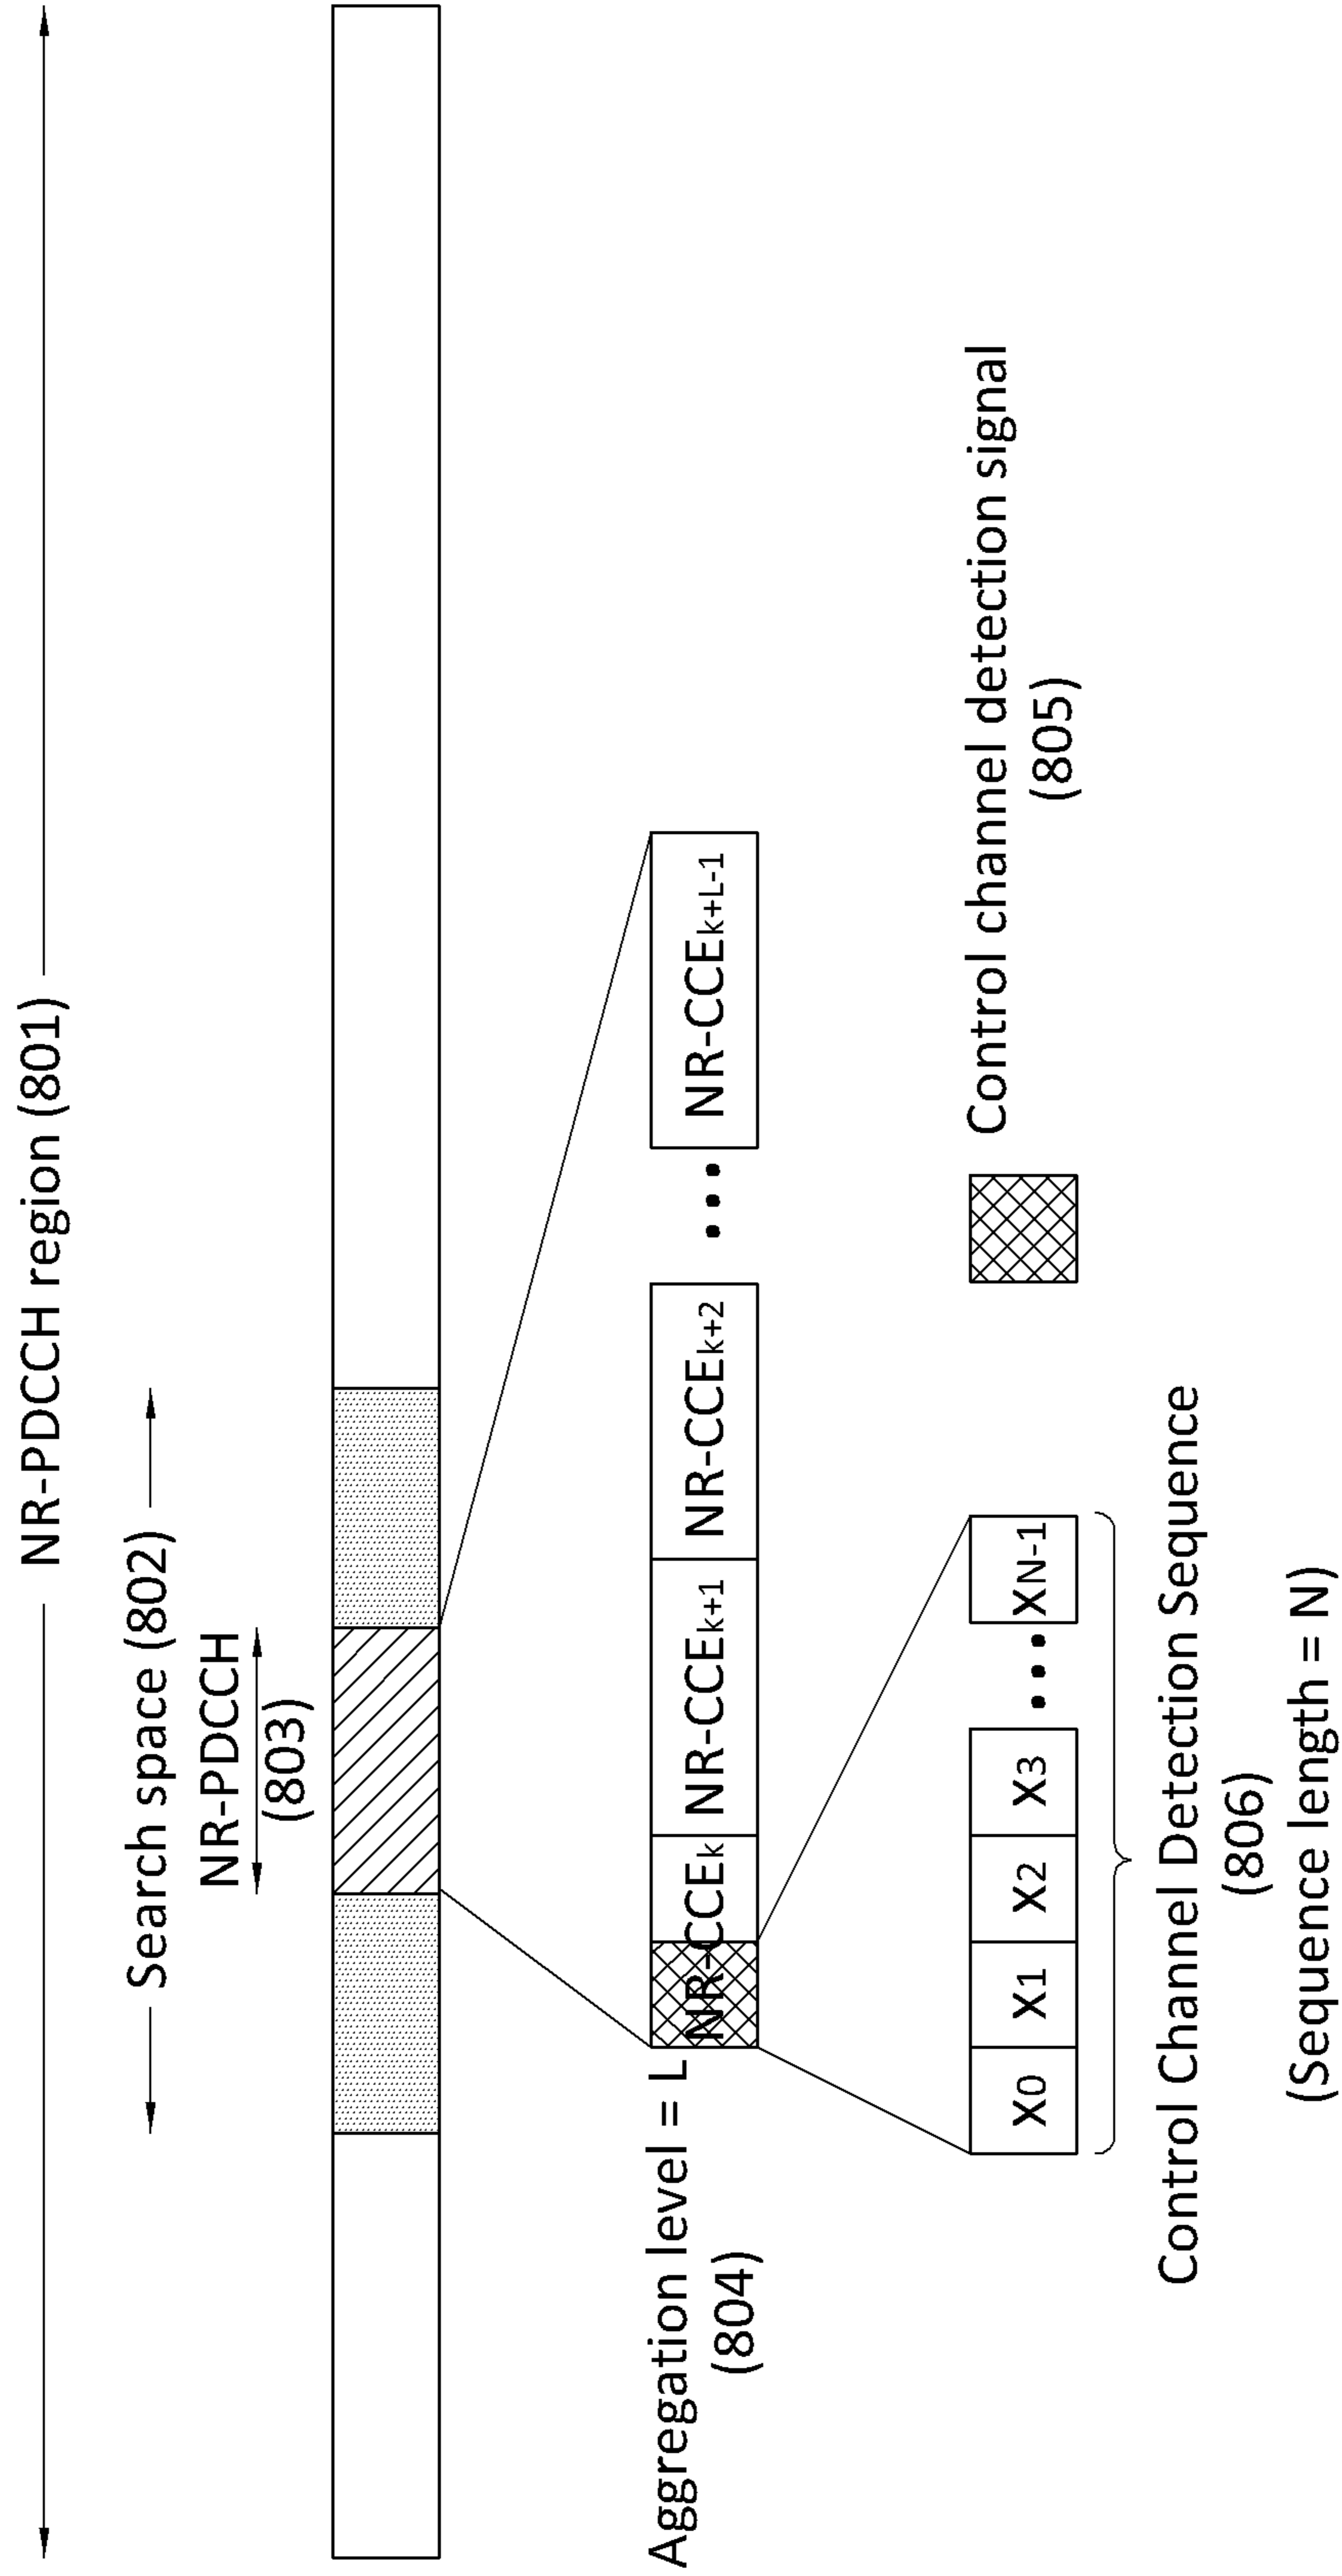 NR-PDCCH region (801)
Search space (802)
NR-PDCCH
(803)
Aggregation level = L
(804)
NR-CCEk
NR-CCEk+1
NR-CCEk+2
•••
NR-CCEk+L-1
X0
X1
X2
X3
•••
XN-1
Control channel detection signal
(805)
Control Channel Detection Sequence
(806)
(Sequence length = N)